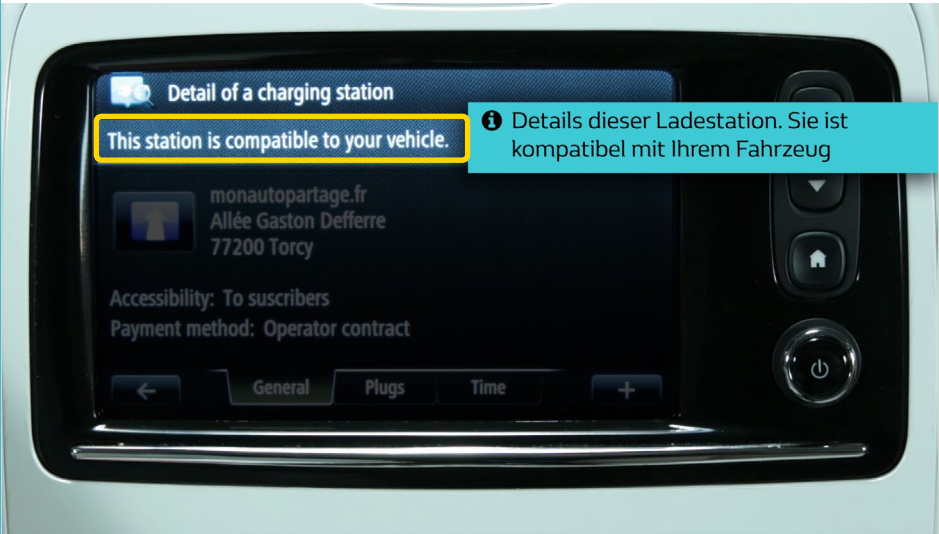 Detail of a charging station
This station is compatible to your vehicle.
Details dieser Ladestation. Sie ist
kompatibel mit Ihrem Fahrzeug
monautopartage.fr
Allée Gaston Defferre
77200 Torcy
Accessibility: To suscribers
Payment method: Operator contract
General Plugs Time